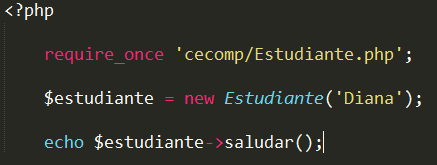 <?php
require_once 'cecomp/Estudiante.php';
$estudiante = new Estudiante('Diana');
echo $estudiante->saludar();